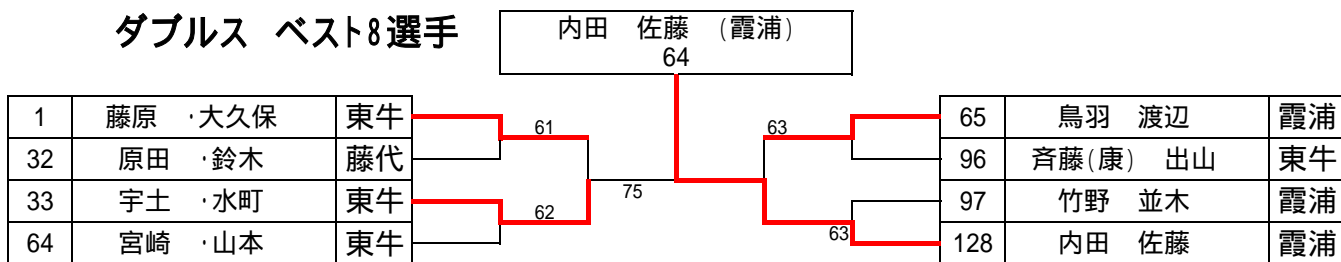 ダブルス ベスト8選手
内田 佐藤 (霞浦)
64
1 藤原 ・大久保 東牛
32 原田 ・鈴木 藤代
33 宇土 ・水町 東牛
64 宮崎 ・山本 東牛
61
62
75
63
63
65 鳥羽 渡辺 霞浦
96 斉藤(康) 出山 東牛
97 竹野 並木 霞浦
128 内田 佐藤 霞浦